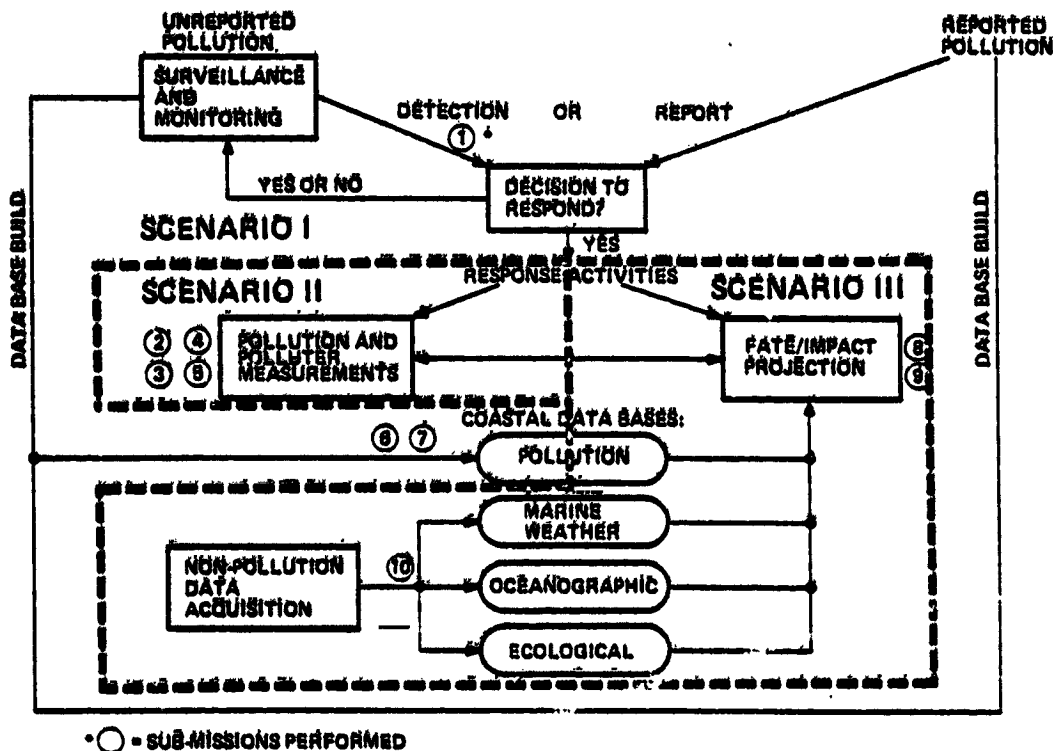 UNREPORTED
POLLUTION
REPORTED
POLLUTION
SURVEILLANCE
AND
MONITORING
DETECTION OR REPORT
① *
DECISION TO
RESPOND?
YES OR NO
YES
SCENARIO I
DATA BASE BUILD
DATA BASE BUILD
RESPONSE ACTIVITIES
SCENARIO II
SCENARIO III
② ④
③ ⑤
POLLUTION AND
POLLUTER
MEASUREMENTS
FATE/IMPACT
PROJECTION
⑧
⑨
COASTAL DATA BASES:
⑥ ⑦
POLLUTION
MARINE
WEATHER
NON-POLLUTION
DATA
ACQUISITION
⑩
OCEANOGRAPHIC
ECOLOGICAL
* ◯ = SUB-MISSIONS PERFORMED